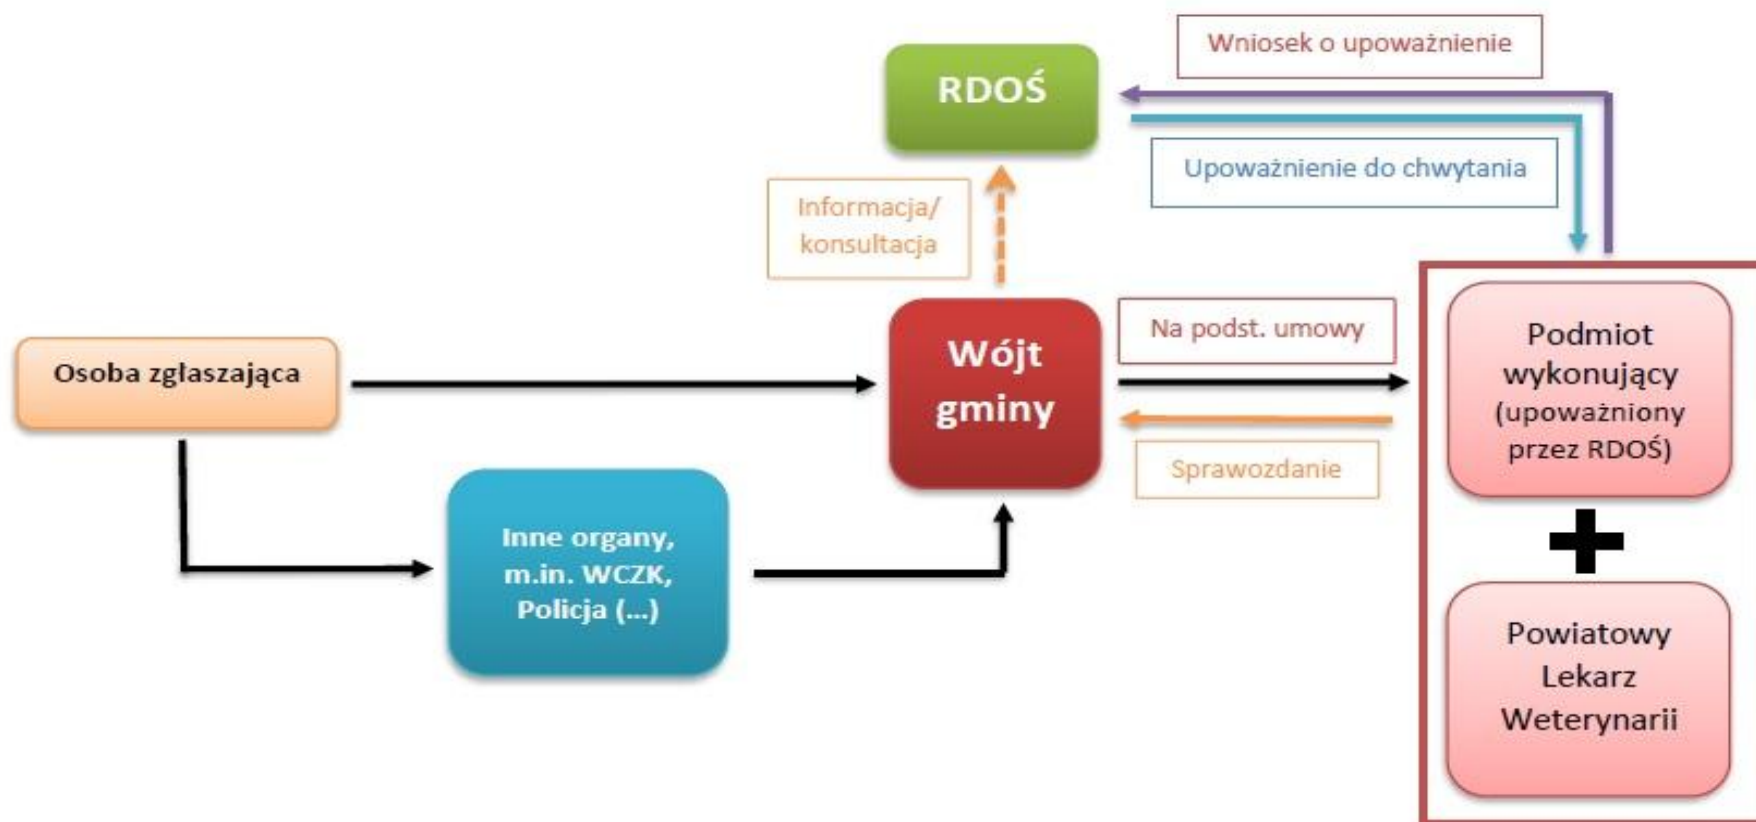 Wniosek o upoważnienie
RDOŚ
Upoważnienie do chwytania
Informacja/
konsultacja
Na podst. umowy
Podmiot
wykonujący
(upoważniony
przez RDOŚ)
Osoba zgłaszająca
Wójt
gminy
Sprawozdanie
Inne organy,
m.in. WCZK,
Policja (...)
Powiatowy
Lekarz
Weterynarii